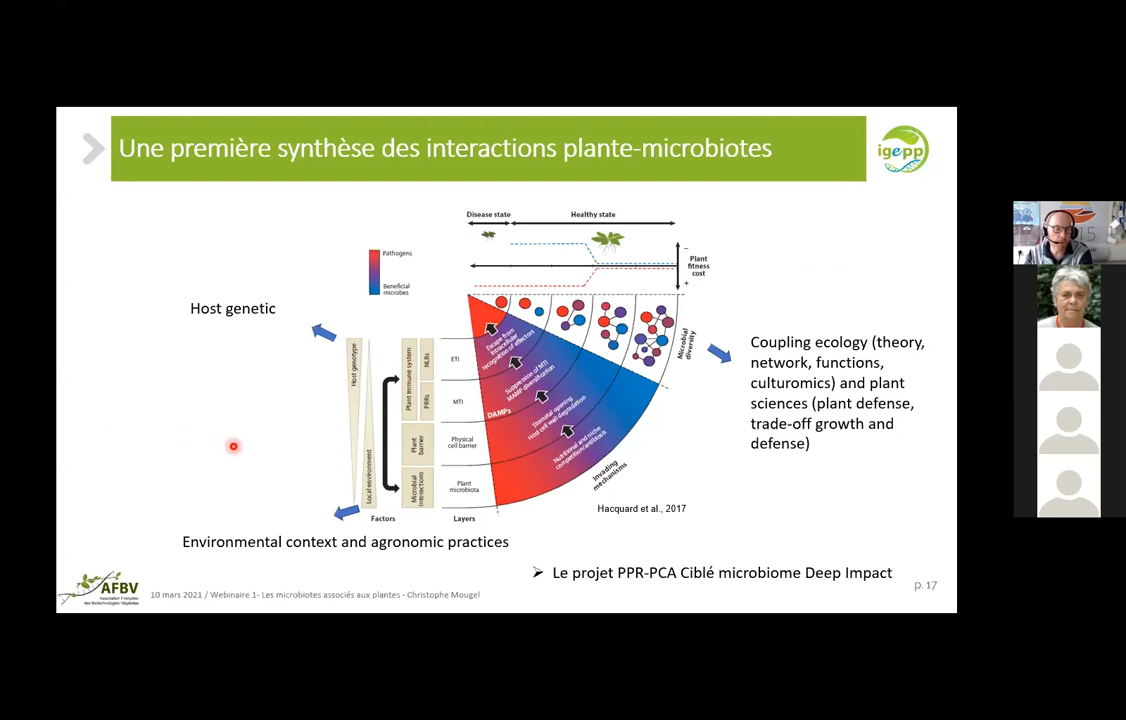 Une première synthèse des interactions plante-microbiotes
igepp
Disease state
Healthy state
Pathogens
Beneficial
microbes
−
Plant
fitness
cost
+
Host genetic
Host genotype
Local environment
Plant immune system
NLRs
PRRs
Plant
barrier
Microbial
interactions
ETI
MTI
Physical
cell barrier
Plant
microbiota
Factors
Layers
Escape from
intracellular
recognition of effectors
Suppression of MTI
MAMP diversification
DAMPs
Stomatal opening
Host cell wall degradation
Nutritional and niche
competition/antibiosis
Invading
mechanisms
Microbial
diversity
Coupling ecology (theory,
network, functions,
culturomics) and plant
sciences (plant defense,
trade-off growth and
defense)
Hacquard et al., 2017
Environmental context and agronomic practices
➢ Le projet PPR-PCA Ciblé microbiome Deep Impact
AFBV
Association Française
des Biotechnologies Végétales
10 mars 2021 / Webinaire 1- Les microbiotes associés aux plantes - Christophe Mougel
p. 17
15